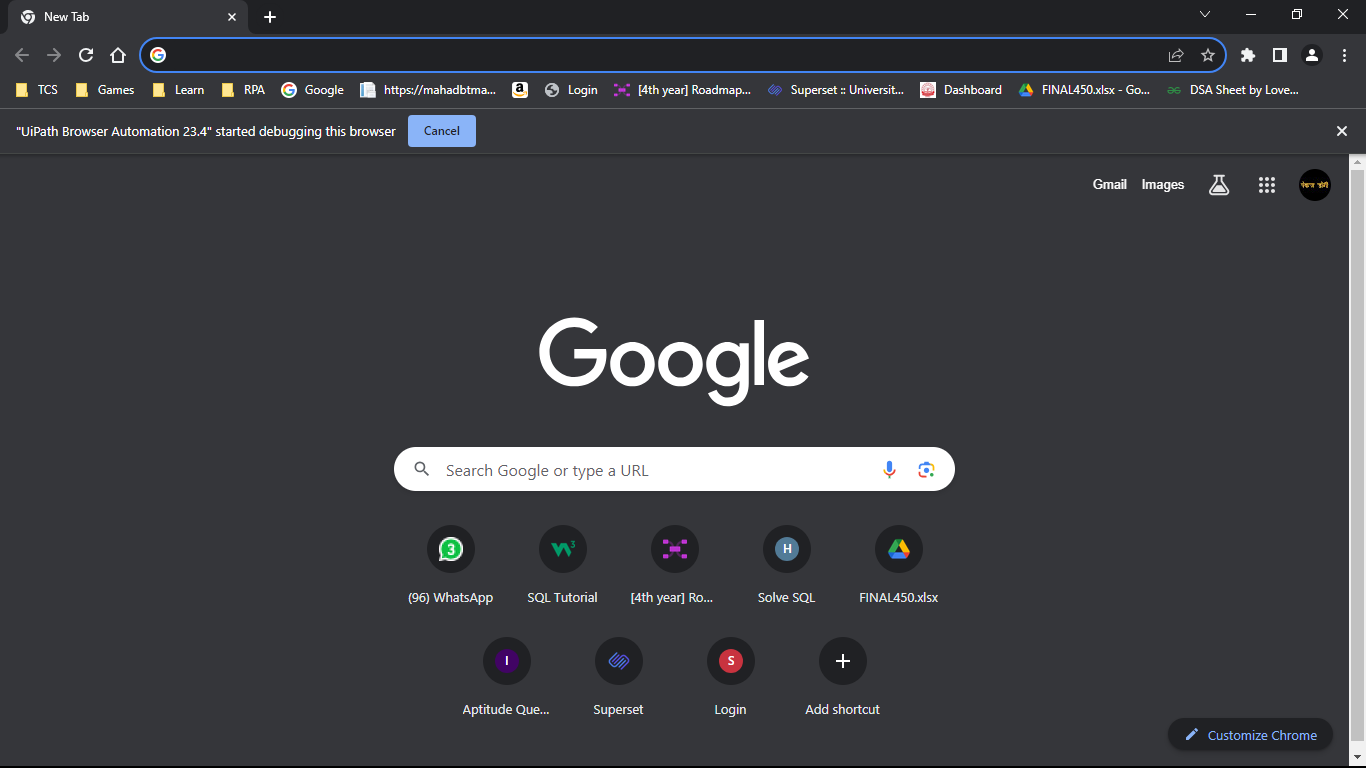 New Tab
TCS Games Learn RPA Google https://mahadbtma... Login [4th year] Roadmap... Superset :: Universit... Dashboard FINAL450.xlsx - Go... DSA Sheet by Love...
"UiPath Browser Automation 23.4" started debugging this browser Cancel
Gmail Images
Google
Search Google or type a URL
3 H
(96) WhatsApp SQL Tutorial [4th year] Ro... Solve SQL FINAL450.xlsx
I S
Aptitude Que... Superset Login Add shortcut
Customize Chrome